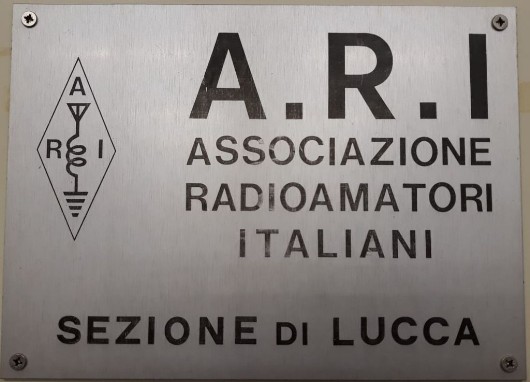 A
R I
A.R.I
ASSOCIAZIONE
RADIOAMATORI
ITALIANI
SEZIONE DI LUCCA